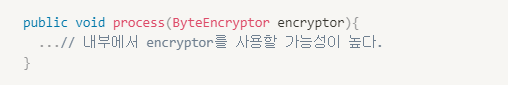 public void process(ByteEncryptor encryptor){
...// 내부에서 encryptor를 사용할 가능성이 높다.
}